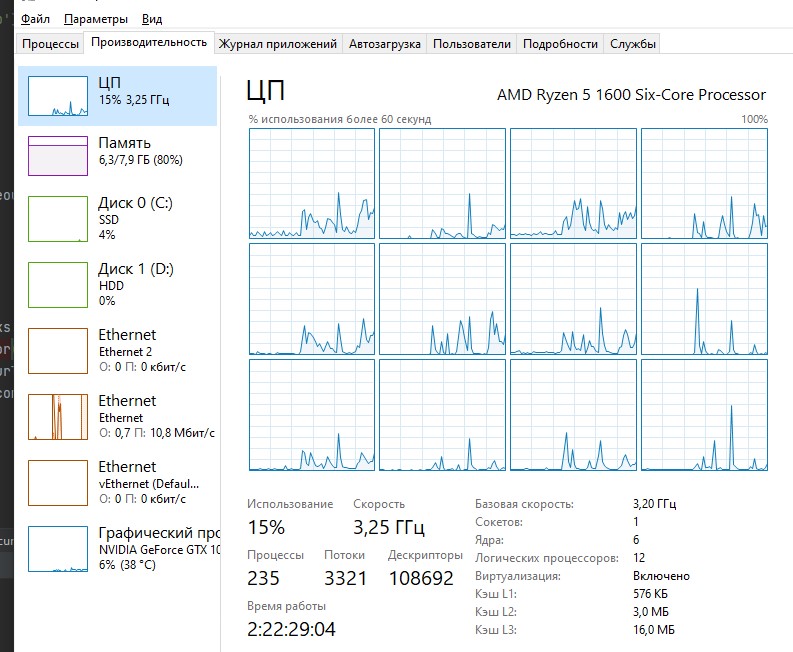 Файл Параметры Вид
Процессы Производительность Журнал приложений Автозагрузка Пользователи Подробности Службы
ЦП
15% 3,25 ГГц
Память
6,3/7,9 ГБ (80%)
Диск 0 (C:)
SSD
4%
Диск 1 (D:)
HDD
0%
Ethernet
Ethernet 2
О: 0 П: 0 кбит/с
Ethernet
Ethernet
О: 0,7 П: 10,8 Мбит/с
Ethernet
vEthernet (Defaul...
О: 0 П: 0 кбит/с
Графический про
NVIDIA GeForce GTX 10
6% (38 °C)
ЦП
AMD Ryzen 5 1600 Six-Core Processor
% использования более 60 секунд 100%
Использование Скорость
15% 3,25 ГГц
Процессы Потоки Дескрипторы
235 3321 108692
Время работы
2:22:29:04
Базовая скорость: 3,20 ГГц
Сокетов: 1
Ядра: 6
Логических процессоров: 12
Виртуализация: Включено
Кэш L1: 576 КБ
Кэш L2: 3,0 МБ
Кэш L3: 16,0 МБ